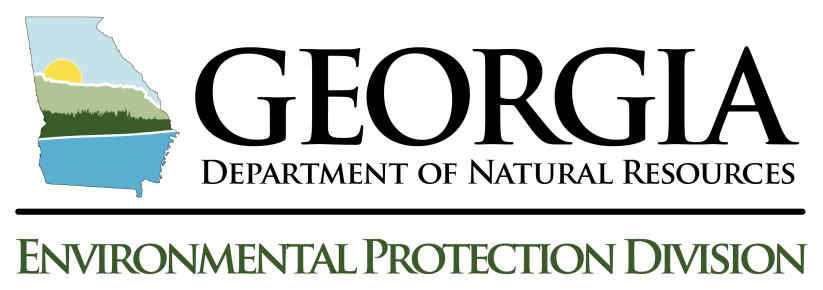 GEORGIA
DEPARTMENT OF NATURAL RESOURCES
ENVIRONMENTAL PROTECTION DIVISION